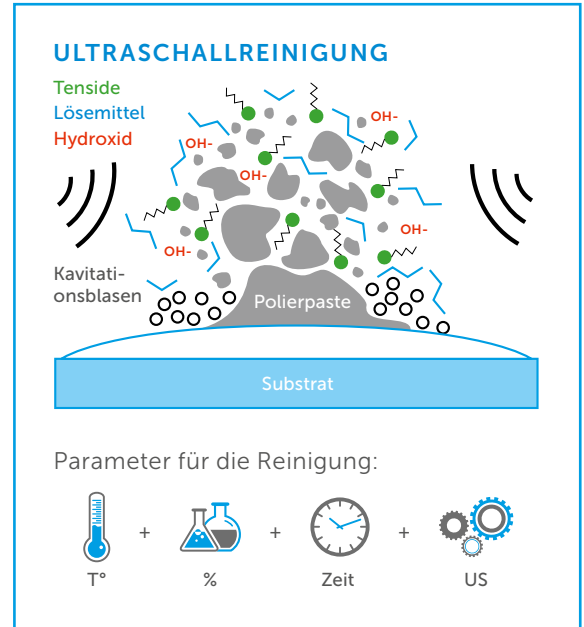 ULTRASCHALLREINIGUNG
Tenside
Lösemittel
Hydroxid
OH-
OH-
OH-
OH-
OH-
Kavitati-
onsblasen
Polierpaste
Substrat
Parameter für die Reinigung:
+ + +
T° % Zeit US